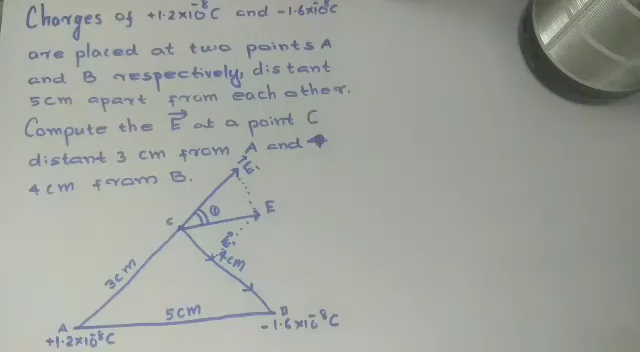 Charges of +1.2×10⁻⁸C and -1.6×10⁻⁸C
are placed at two points A
and B respectively, distant
5cm apart from each other.
Compute the E⃗ at a point C
distant 3 cm from A and
4cm from B.
E⃗₁
C
θ
E
E⃗₂
4cm
3cm
5cm
A
B
+1.2×10⁻⁸C
-1.6×10⁻⁸C